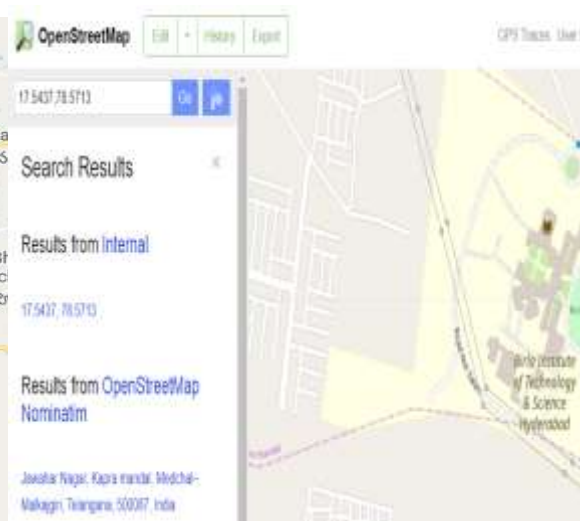 OpenStreetMap
Edit
History
Export
GPS Traces
User
17.5437,78.5713
Go
Search Results
Results from Internal
17.5437, 78.5713
Results from OpenStreetMap
Nominatim
Jawahar Nagar, Kapra mandal, Medchal–
Malkajgiri, Telangana, 500087, India
Birla Institute
of Technology
& Science
Hyderabad